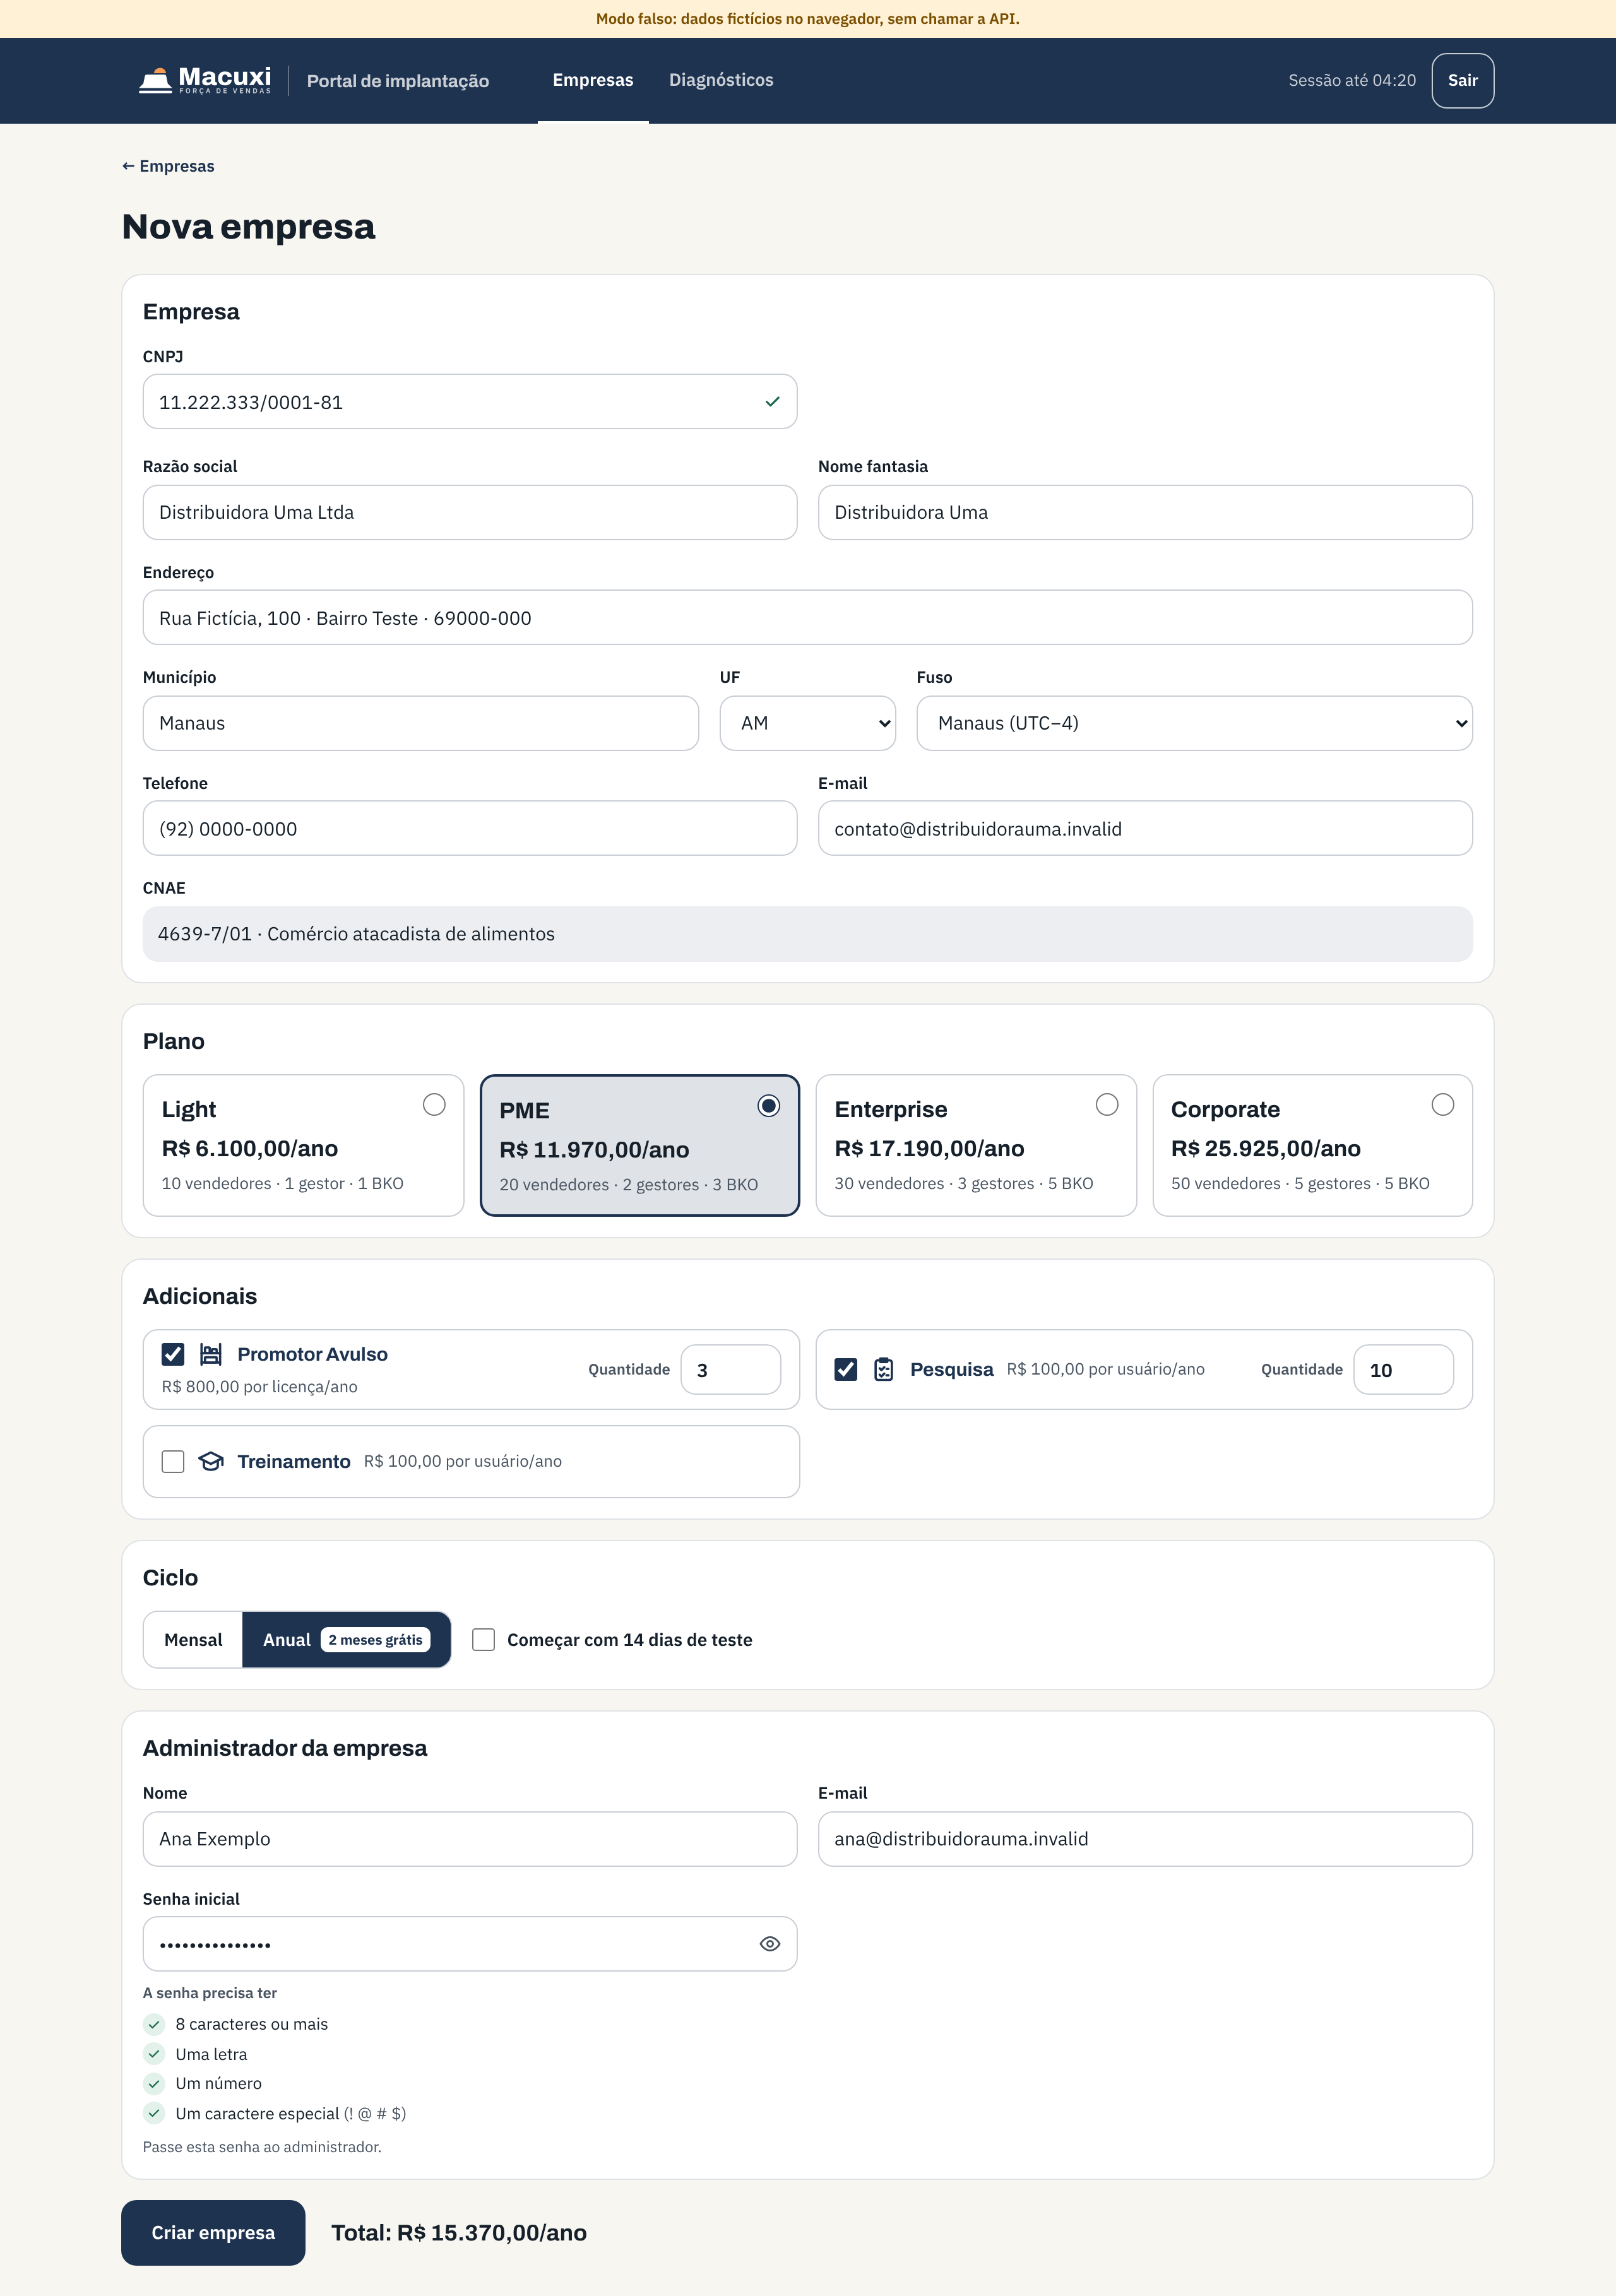 Modo falso: dados fictícios no navegador, sem chamar a API.
Macuxi
FORÇA DE VENDAS
Portal de implantação
Empresas
Diagnósticos
Sessão até 04:20
Sair
← Empresas
Nova empresa
Empresa
CNPJ
11.222.333/0001-81
Razão social
Nome fantasia
Distribuidora Uma Ltda
Distribuidora Uma
Endereço
Rua Fictícia, 100 · Bairro Teste · 69000-000
Município
UF
Fuso
Manaus
AM
Manaus (UTC−4)
Telefone
E-mail
(92) 0000-0000
contato@distribuidorauma.invalid
CNAE
4639-7/01 · Comércio atacadista de alimentos
Plano
Light
R$ 6.100,00/ano
10 vendedores · 1 gestor · 1 BKO
PME
R$ 11.970,00/ano
20 vendedores · 2 gestores · 3 BKO
Enterprise
R$ 17.190,00/ano
30 vendedores · 3 gestores · 5 BKO
Corporate
R$ 25.925,00/ano
50 vendedores · 5 gestores · 5 BKO
Adicionais
Promotor Avulso
R$ 800,00 por licença/ano
Quantidade
3
Pesquisa R$ 100,00 por usuário/ano
Quantidade
10
Treinamento R$ 100,00 por usuário/ano
Ciclo
Mensal
Anual 2 meses grátis
Começar com 14 dias de teste
Administrador da empresa
Nome
E-mail
Ana Exemplo
ana@distribuidorauma.invalid
Senha inicial
•••••••••••••••
A senha precisa ter
8 caracteres ou mais
Uma letra
Um número
Um caractere especial (! @ # $)
Passe esta senha ao administrador.
Criar empresa
Total: R$ 15.370,00/ano